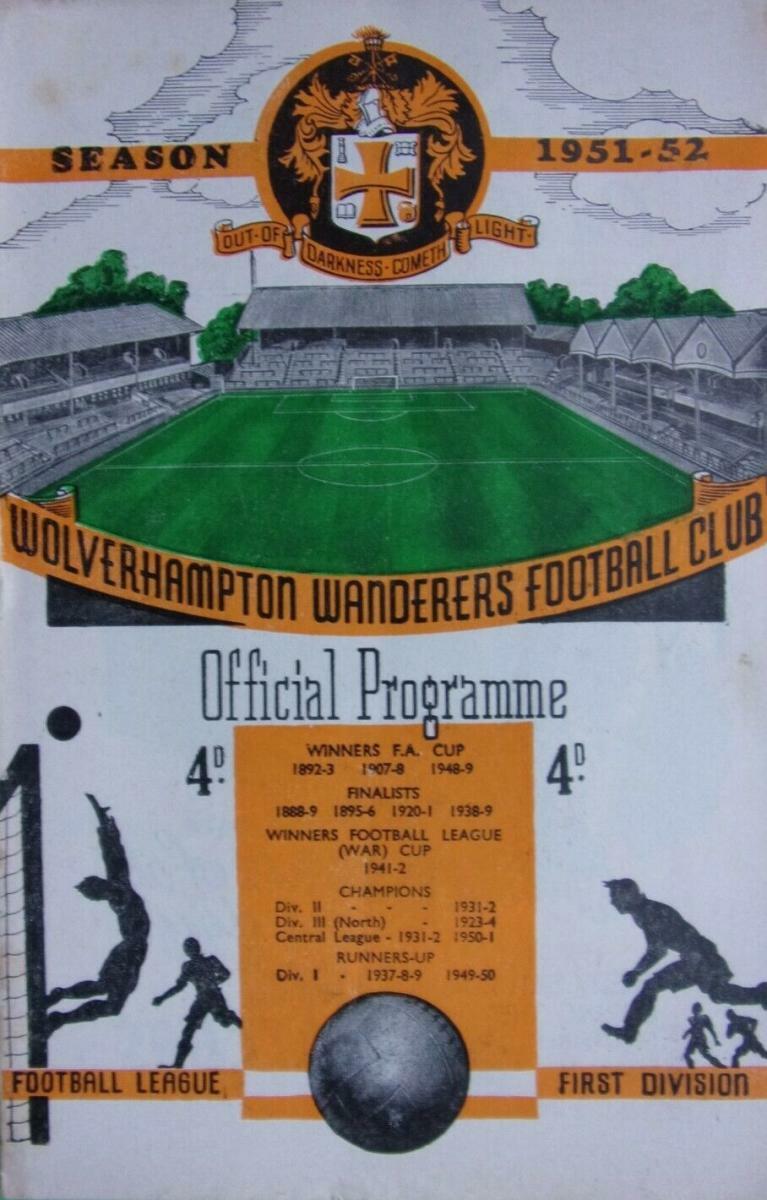 SEASON 1951-52
OUT·OF DARKNESS·COMETH LIGHT·
WOLVERHAMPTON WANDERERS FOOTBALL CLUB
Official Programme
4D. 4D.
WINNERS F.A. CUP
1892-3 1907-8 1948-9
FINALISTS
1888-9 1895-6 1920-1 1938-9
WINNERS FOOTBALL LEAGUE
(WAR) CUP
1941-2
CHAMPIONS
Div. II - - - 1931-2
Div. III (North) - 1923-4
Central League - 1931-2 1950-1
RUNNERS-UP
Div. I - 1937-8-9 1949-50
FOOTBALL LEAGUE, FIRST DIVISION